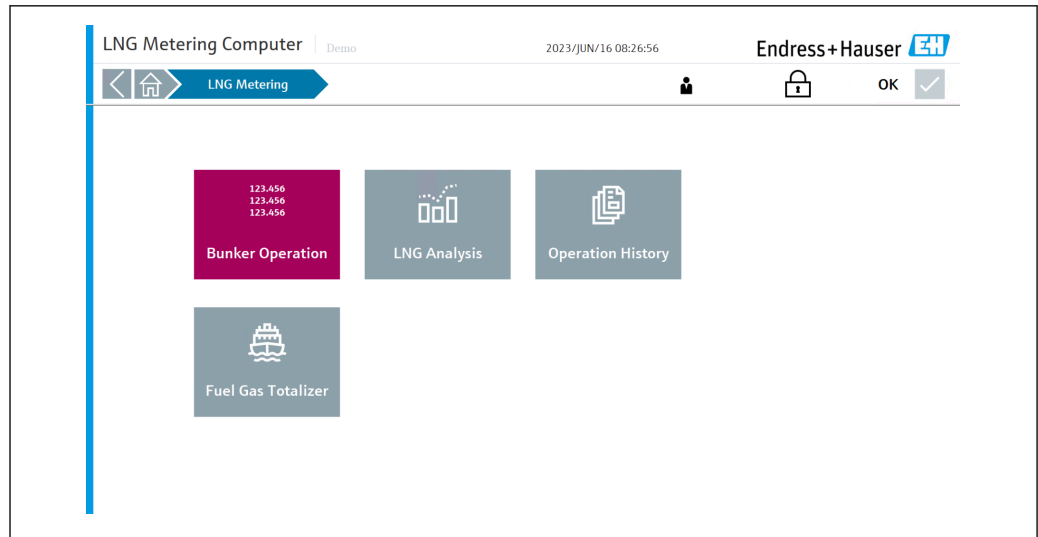 LNG Metering Computer Demo 2023/JUN/16 08:26:56 Endress+Hauser EH
LNG Metering OK
123.456
123.456
123.456
Bunker Operation LNG Analysis Operation History
Fuel Gas Totalizer